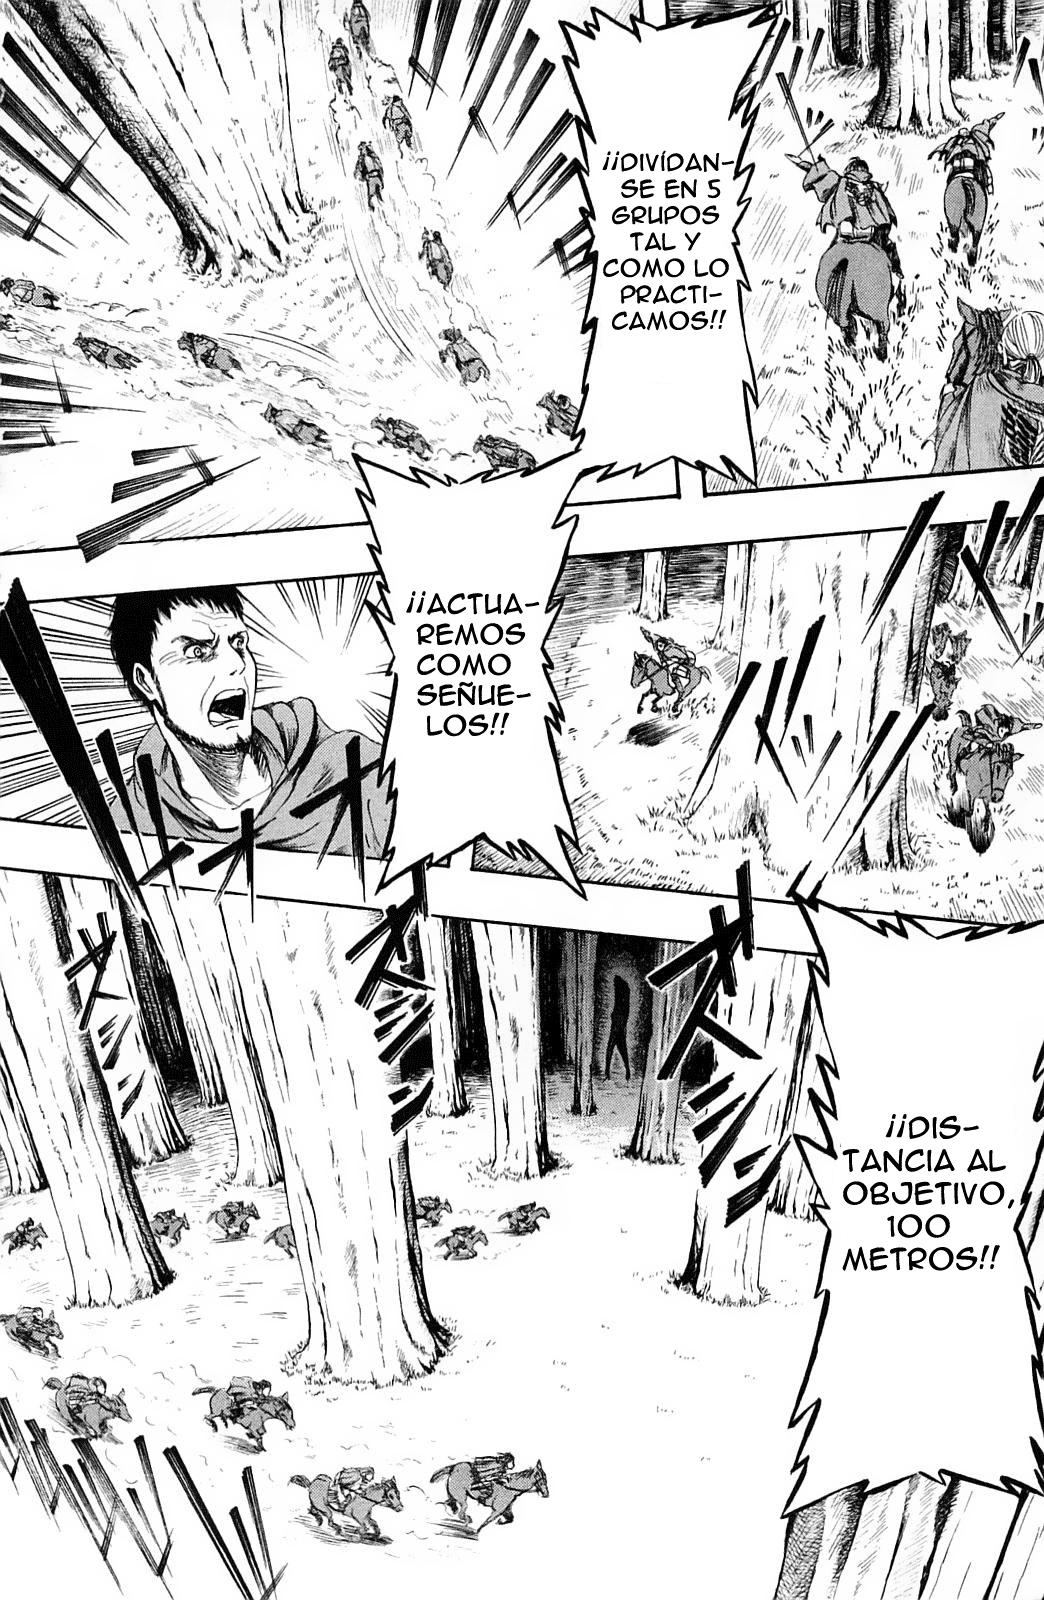 ¡¡DIVÍDAN-
SE EN 5
GRUPOS
TAL Y
COMO LO
PRACTI-
CAMOS!!
¡¡ACTUA-
REMOS
COMO
SEÑUE-
LOS!!
¡¡DIS-
TANCIA AL
OBJETIVO,
100
METROS!!